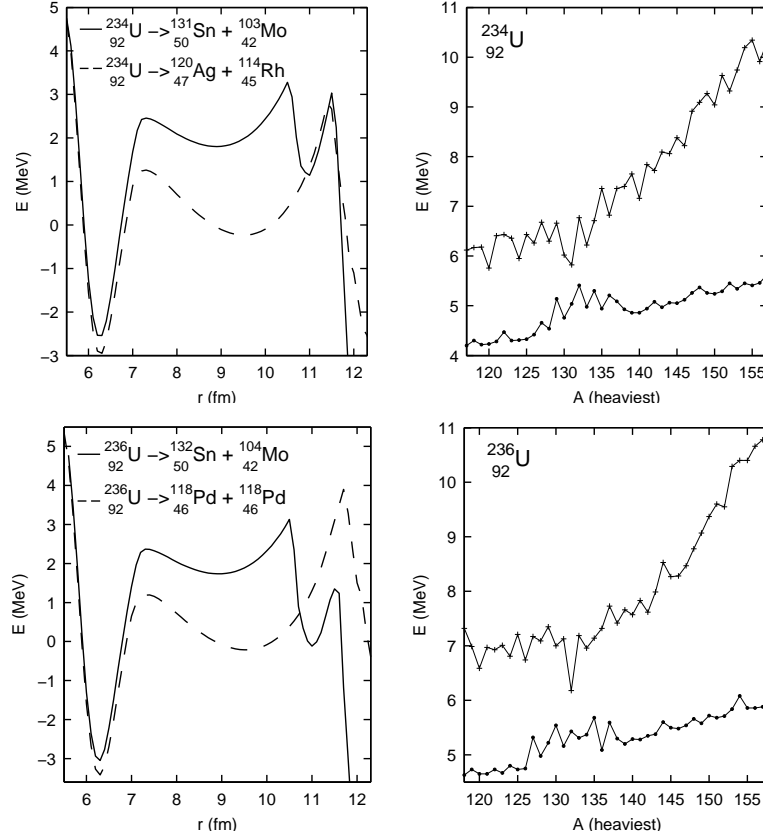 5
4
3
2
1
0
−1
−2
−3
E (MeV)
²³⁴₉₂U −>¹³¹₅₀Sn + ¹⁰³₄₂Mo
²³⁴₉₂U −>¹²⁰₄₇Ag + ¹¹⁴₄₅Rh
6 7 8 9 10 11 12
r (fm)
11
10
9
8
7
6
5
4
E (MeV)
²³⁴₉₂U
120 125 130 135 140 145 150 155
A (heaviest)
5
4
3
2
1
0
−1
−2
−3
E (MeV)
²³⁶₉₂U −>¹³²₅₀Sn + ¹⁰⁴₄₂Mo
²³⁶₉₂U −>¹¹⁸₄₆Pd + ¹¹⁸₄₆Pd
6 7 8 9 10 11 12
r (fm)
11
10
9
8
7
6
5
E (MeV)
²³⁶₉₂U
120 125 130 135 140 145 150 155
A (heaviest)